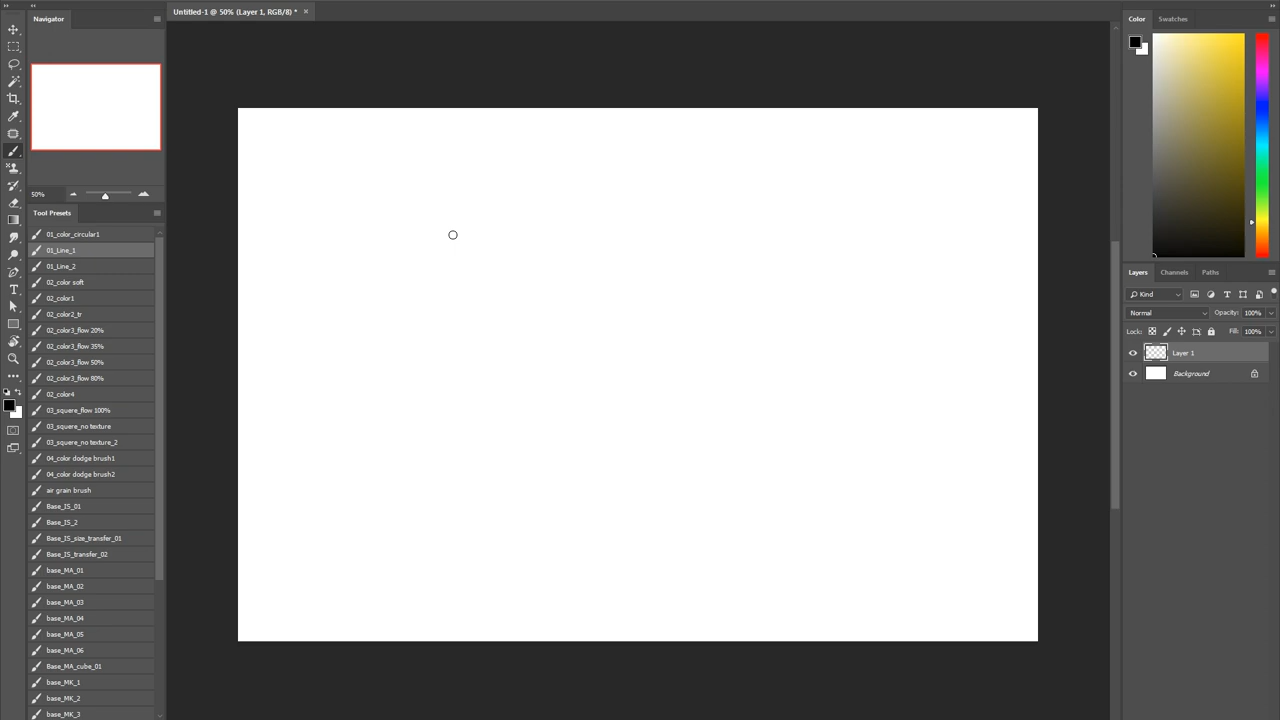 Navigator
Untitled-1 @ 50% (Layer 1, RGB/8) *
50%
Tool Presets
01_color_circular1
01_Line_1
01_Line_2
02_color soft
02_color1
02_color2_tr
02_color3_flow 20%
02_color3_flow 35%
02_color3_flow 50%
02_color3_flow 80%
02_color4
03_squere_flow 100%
03_squere_no texture
03_squere_no texture_2
04_color dodge brush1
04_color dodge brush2
air grain brush
Base_IS_01
Base_IS_2
Base_IS_size_transfer_01
Base_IS_transfer_02
base_MA_01
base_MA_02
base_MA_03
base_MA_04
base_MA_05
base_MA_06
Base_MA_cube_01
base_MK_1
base_MK_2
base_MK_3
Color Swatches
Layers Channels Paths
Kind
Normal Opacity: 100%
Lock: Fill: 100%
Layer 1
Background